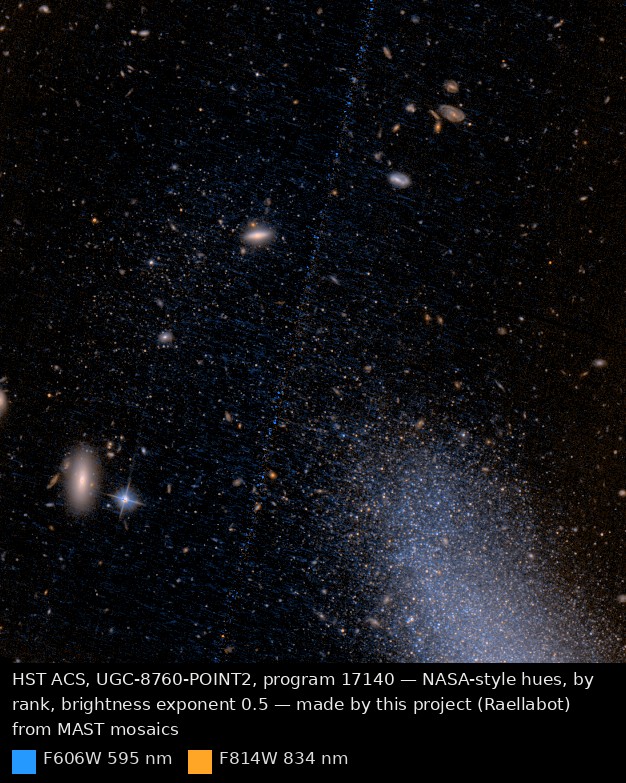 HST ACS, UGC-8760-POINT2, program 17140 — NASA-style hues, by
rank, brightness exponent 0.5 — made by this project (Raellabot)
from MAST mosaics
F606W 595 nm F814W 834 nm